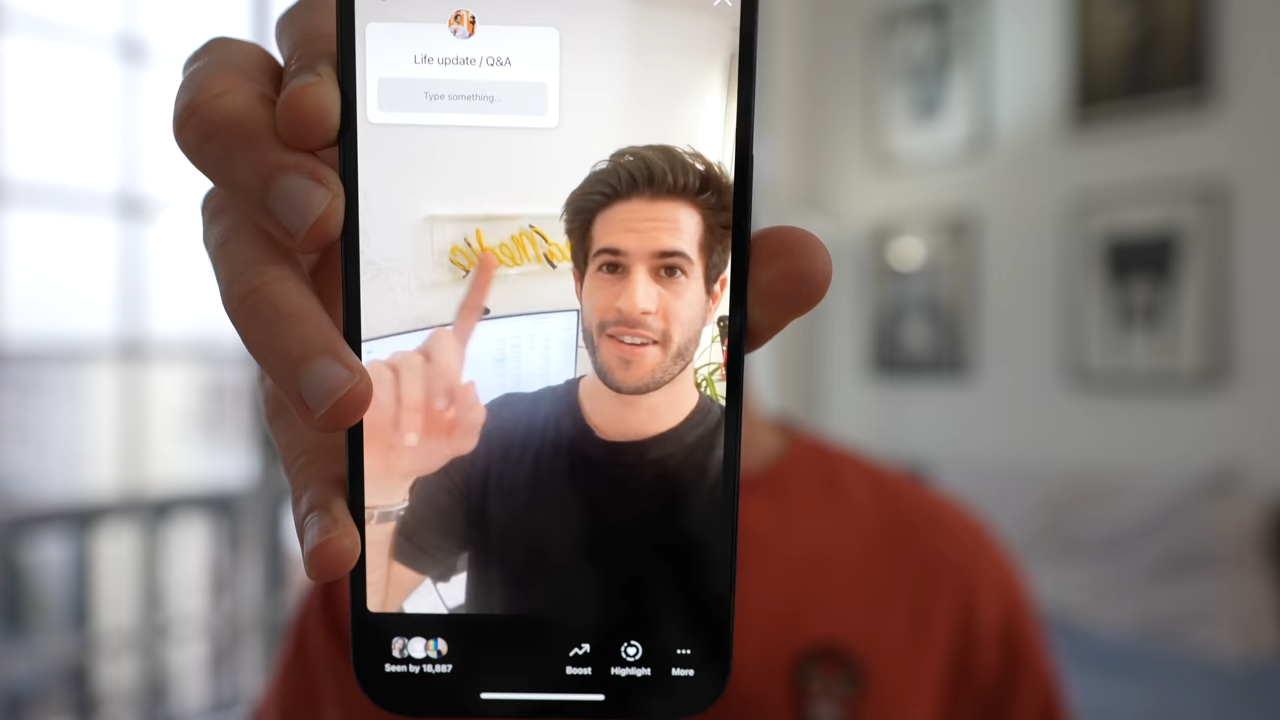 Life update / Q&A
Type something...
Seen by 18,887
Boost
Highlight
More